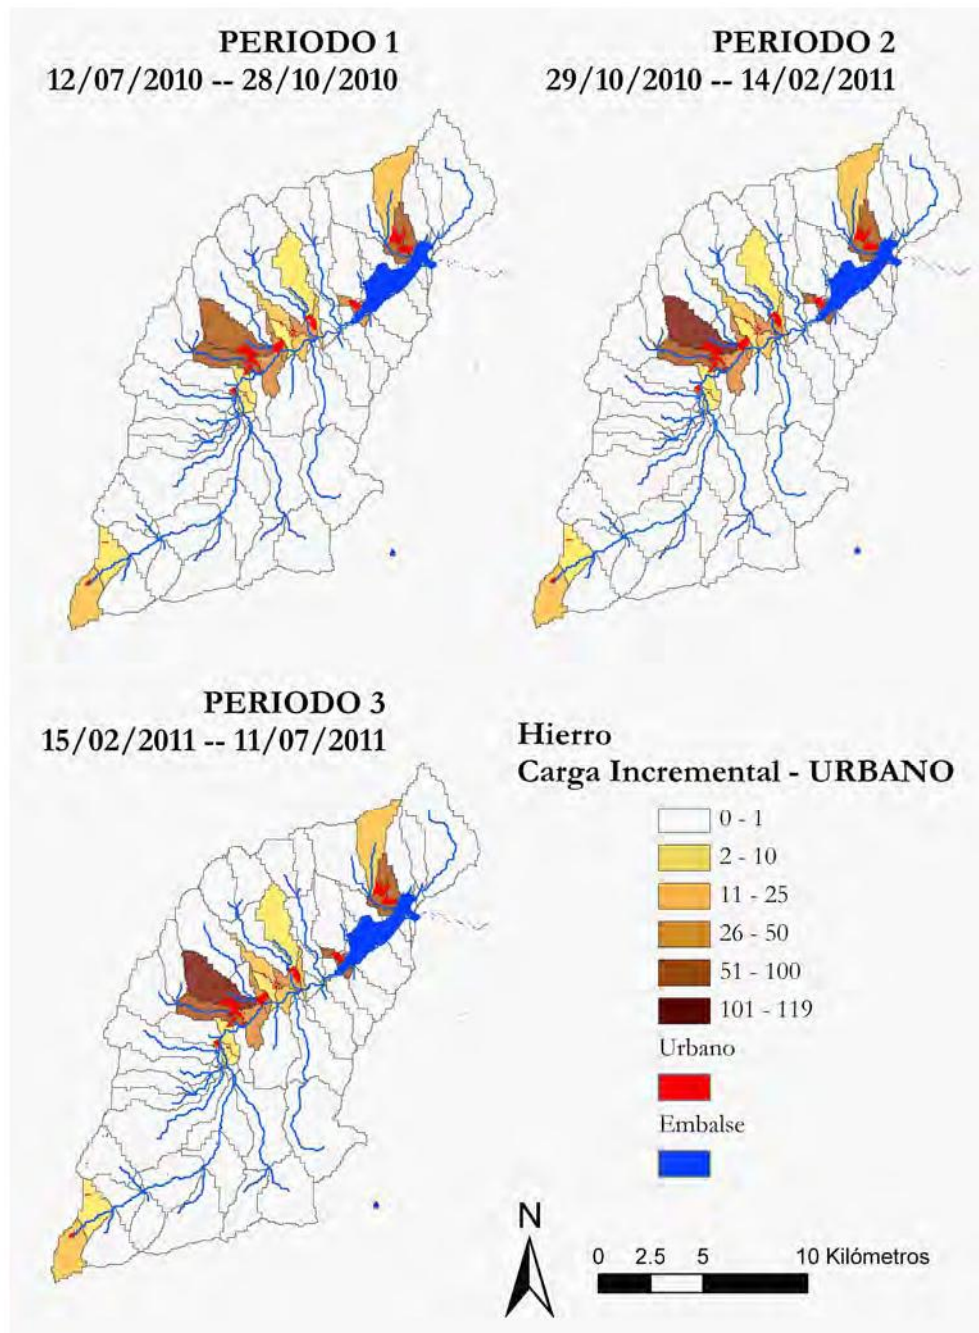 PERIODO 1
12/07/2010 -- 28/10/2010
PERIODO 2
29/10/2010 -- 14/02/2011
PERIODO 3
15/02/2011 -- 11/07/2011
Hierro
Carga Incremental - URBANO
0 - 1
2 - 10
11 - 25
26 - 50
51 - 100
101 - 119
Urbano
Embalse
N
0 2.5 5 10 Kilómetros